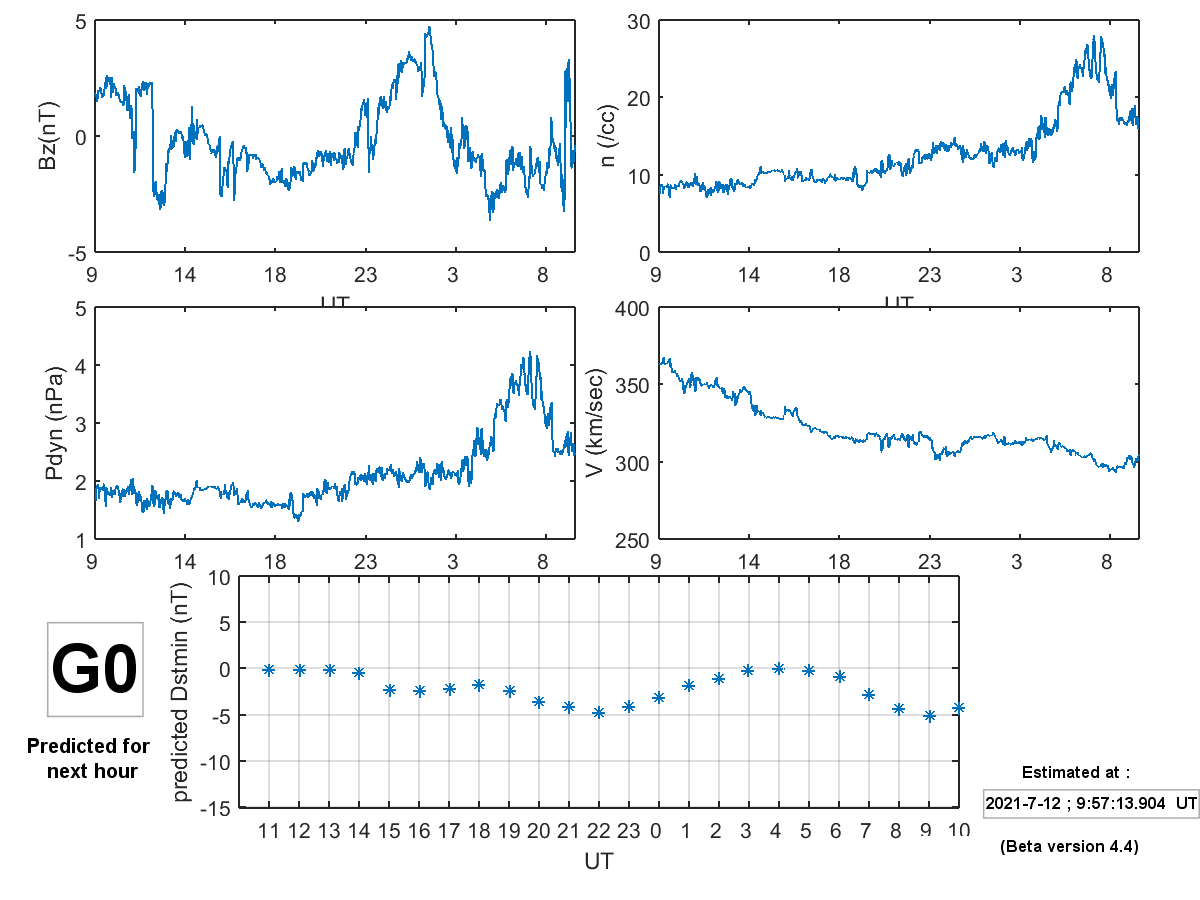 Bz(nT)
5
0
-5
9 14 18 23 3 8
UT
n (/cc)
30
20
10
0
9 14 18 23 3 8
UT
Pdyn (nPa)
5
4
3
2
1
9 14 18 23 3 8
V (km/sec)
400
350
300
250
9 14 18 23 3 8
G0
Predicted for
next hour
predicted Dstmin (nT)
10
5
0
-5
-10
-15
11 12 13 14 15 16 17 18 19 20 21 22 23 0 1 2 3 4 5 6 7 8 9 10
UT
Estimated at :
2021-7-12 ; 9:57:13.904 UT
(Beta version 4.4)